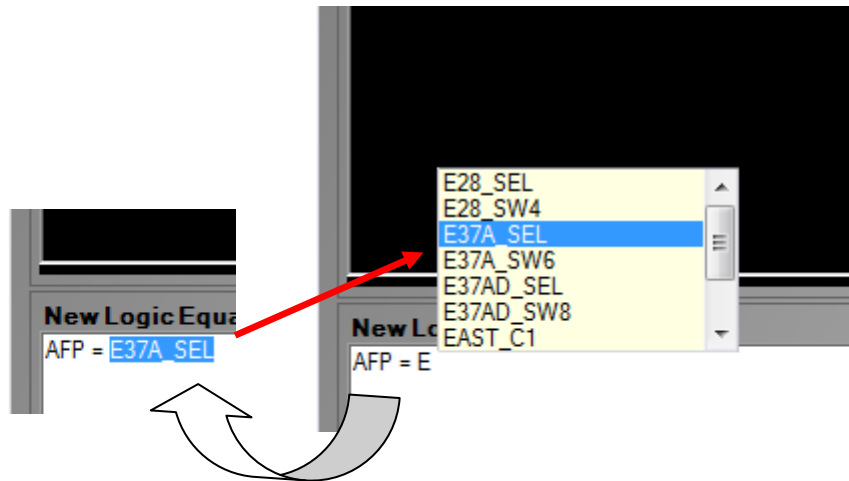 New Logic Equa
AFP = E37A_SEL
E28_SEL
E28_SW4
E37A_SEL
E37A_SW6
E37AD_SEL
E37AD_SW8
EAST_C1
New Lo
AFP = E